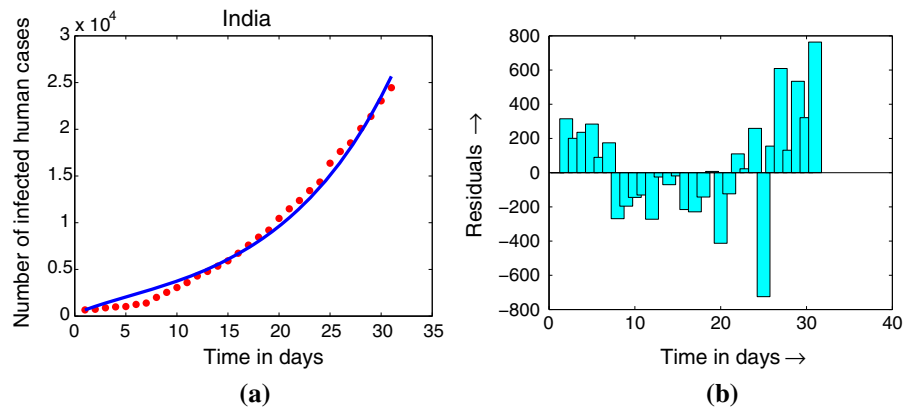 India
x 10⁴
3
2.5
2
1.5
1
0.5
0
0 5 10 15 20 25 30 35
Number of infected human cases
Time in days
(a)
800
600
400
200
0
−200
−400
−600
−800
0 10 20 30 40
Residuals →
Time in days →
(b)